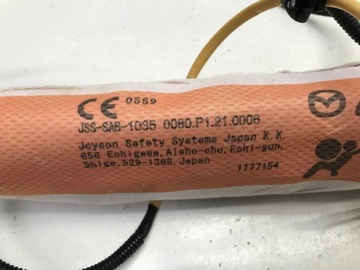 CE 0589
JSS-SAB-1035 0080.P1.21.0006
Joyson Safety Systems Japan K.K.
658 Echigawa, Aisho-cho, Echi-gun,
Shiga,529-1388,Japan
1177154